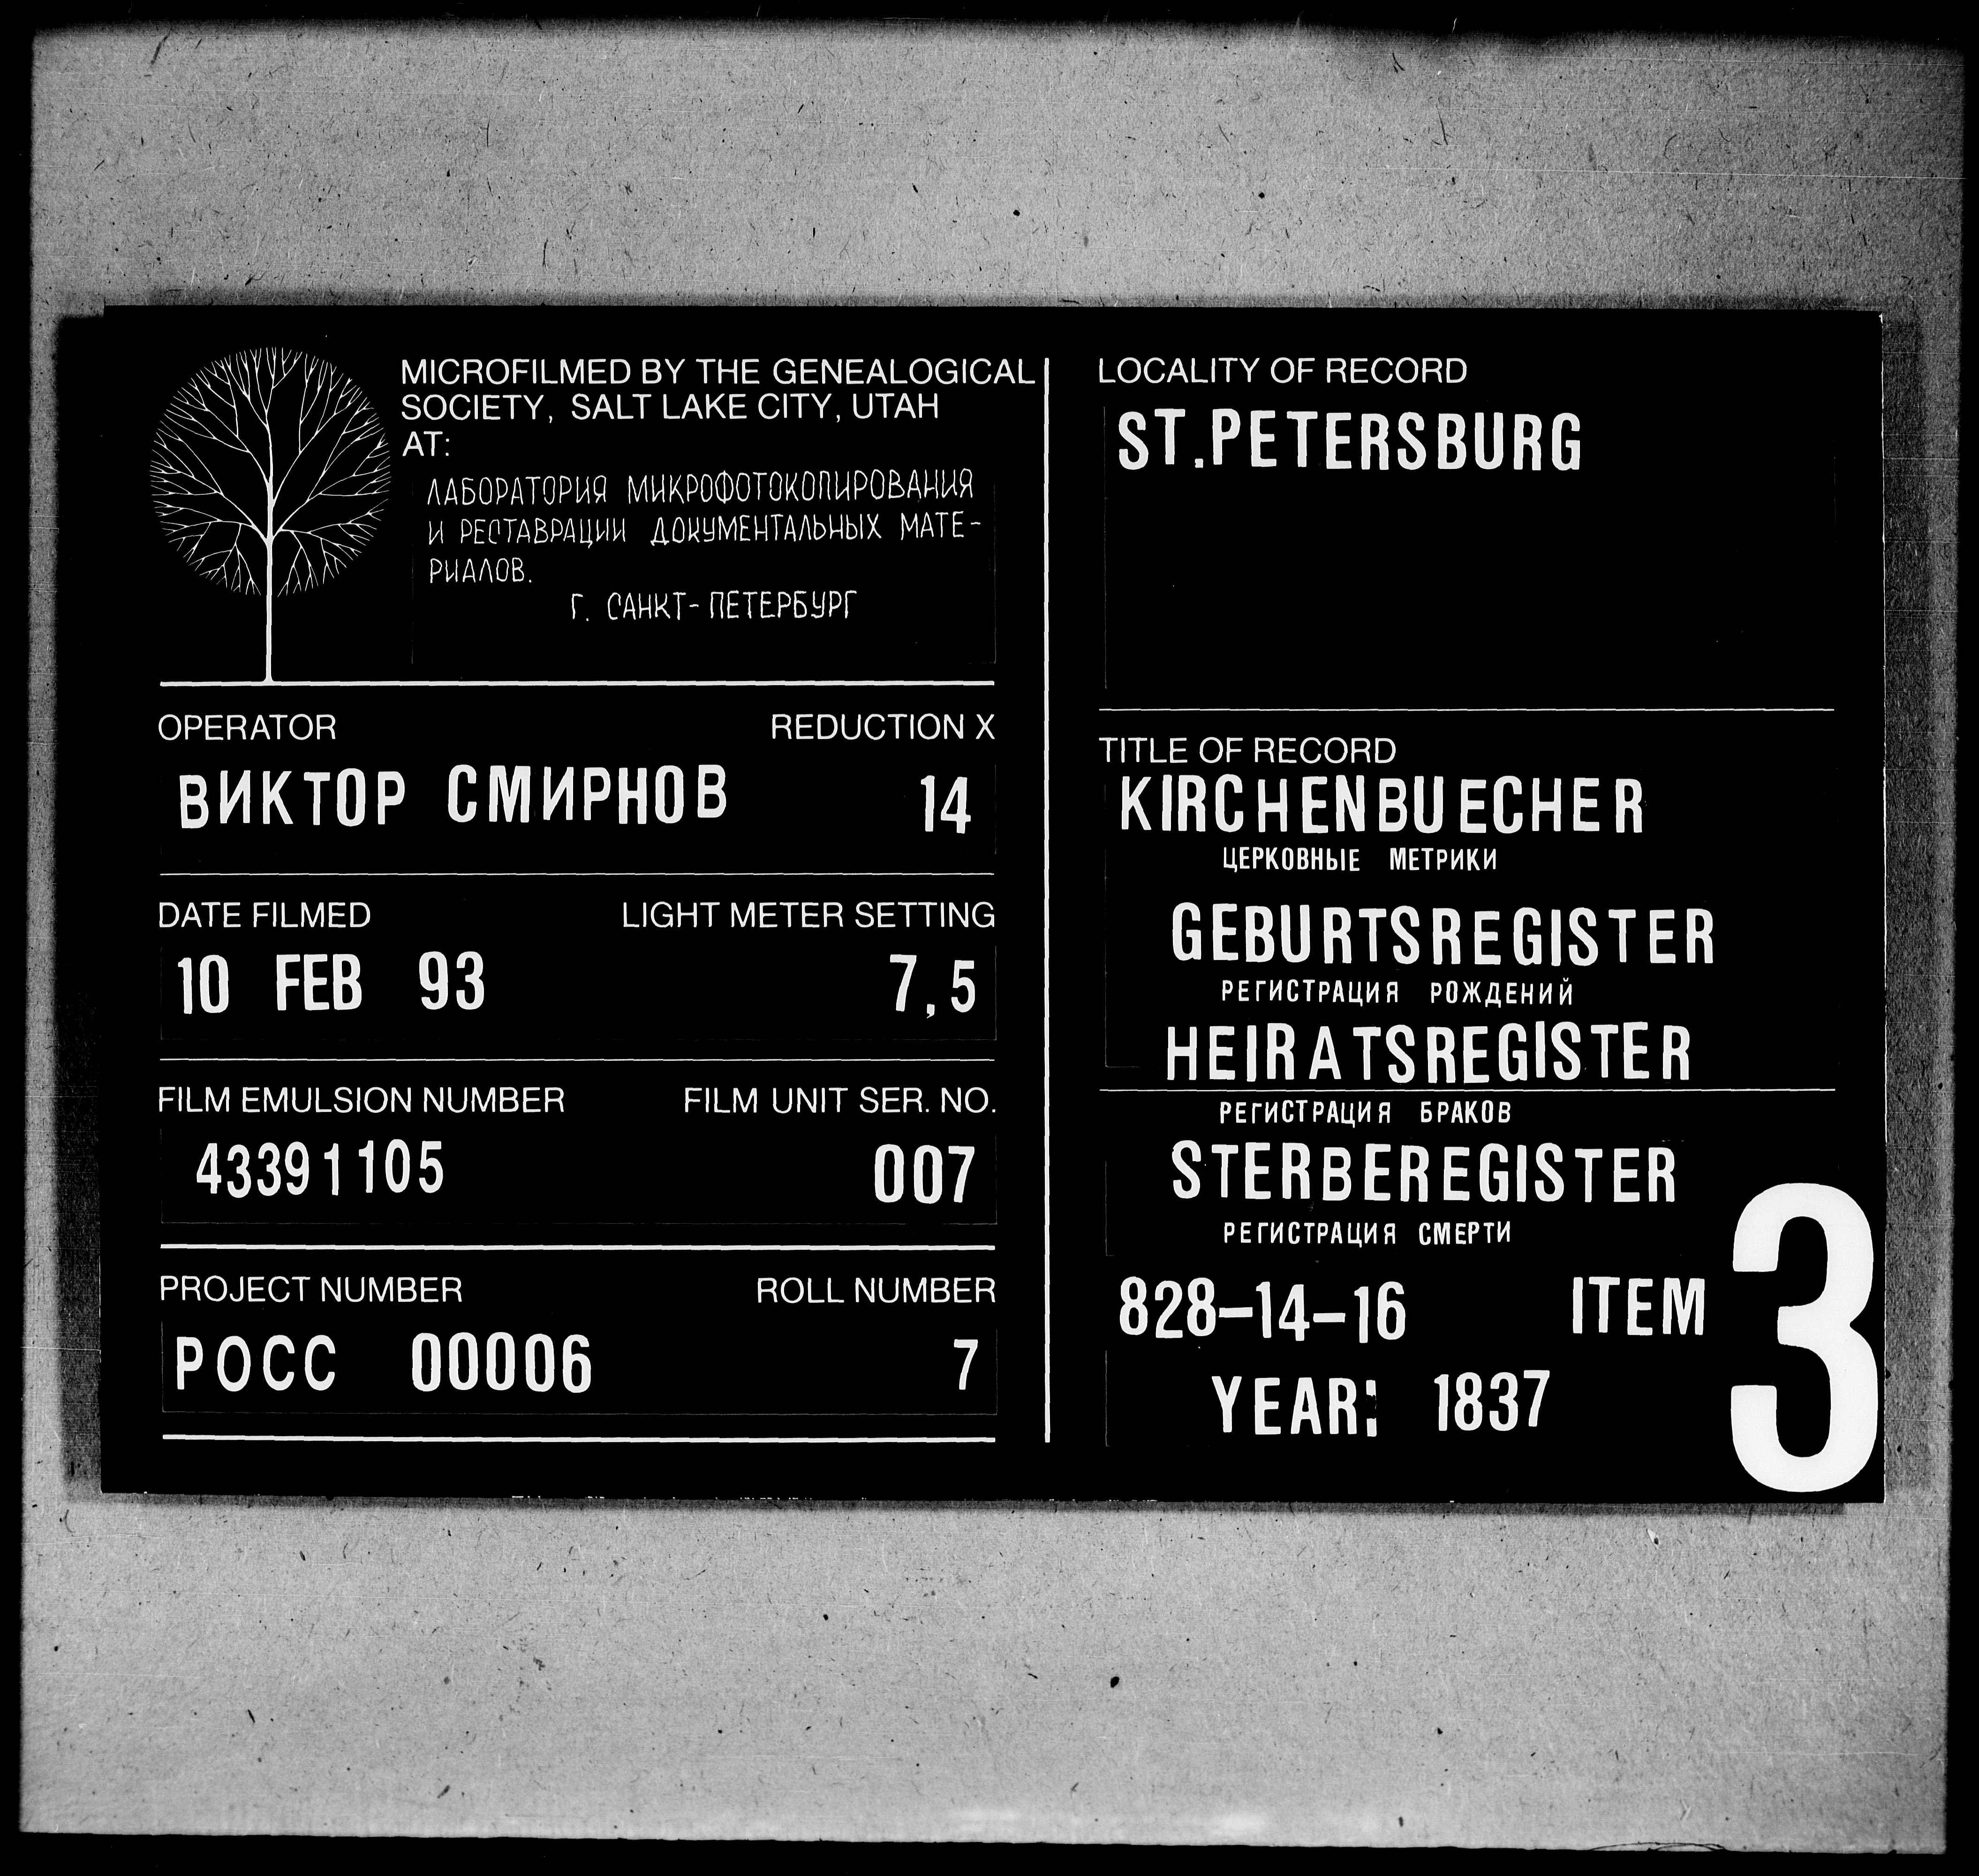 MICROFILMED BY THE GENEALOGICAL
SOCIETY, SALT LAKE CITY, UTAH
AT:
ЛАБОРАТОРИЯ МИКРОФОТОКОПИРОВАНИЯ
И РЕСТАВРАЦИИ ДОКУМЕНТАЛЬНЫХ МАТЕ-
РИАЛОВ.
Г. САНКТ-ПЕТЕРБУРГ
OPERATOR REDUCTION X
ВИКТОР СМИРНОВ 14
DATE FILMED LIGHT METER SETTING
10 FEB 93 7,5
FILM EMULSION NUMBER FILM UNIT SER. NO.
43391105 007
PROJECT NUMBER ROLL NUMBER
РОСС 00006 7
LOCALITY OF RECORD
ST.PETERSBURG
TITLE OF RECORD
KIRCHENBUECHER
ЦЕРКОВНЫЕ МЕТРИКИ
GEBURTSREGISTER
РЕГИСТРАЦИЯ РОЖДЕНИЙ
HEIRATSREGISTER
РЕГИСТРАЦИЯ БРАКОВ
STERBEREGISTER
РЕГИСТРАЦИЯ СМЕРТИ
828-14-16 ITEM 3
YEAR: 1837